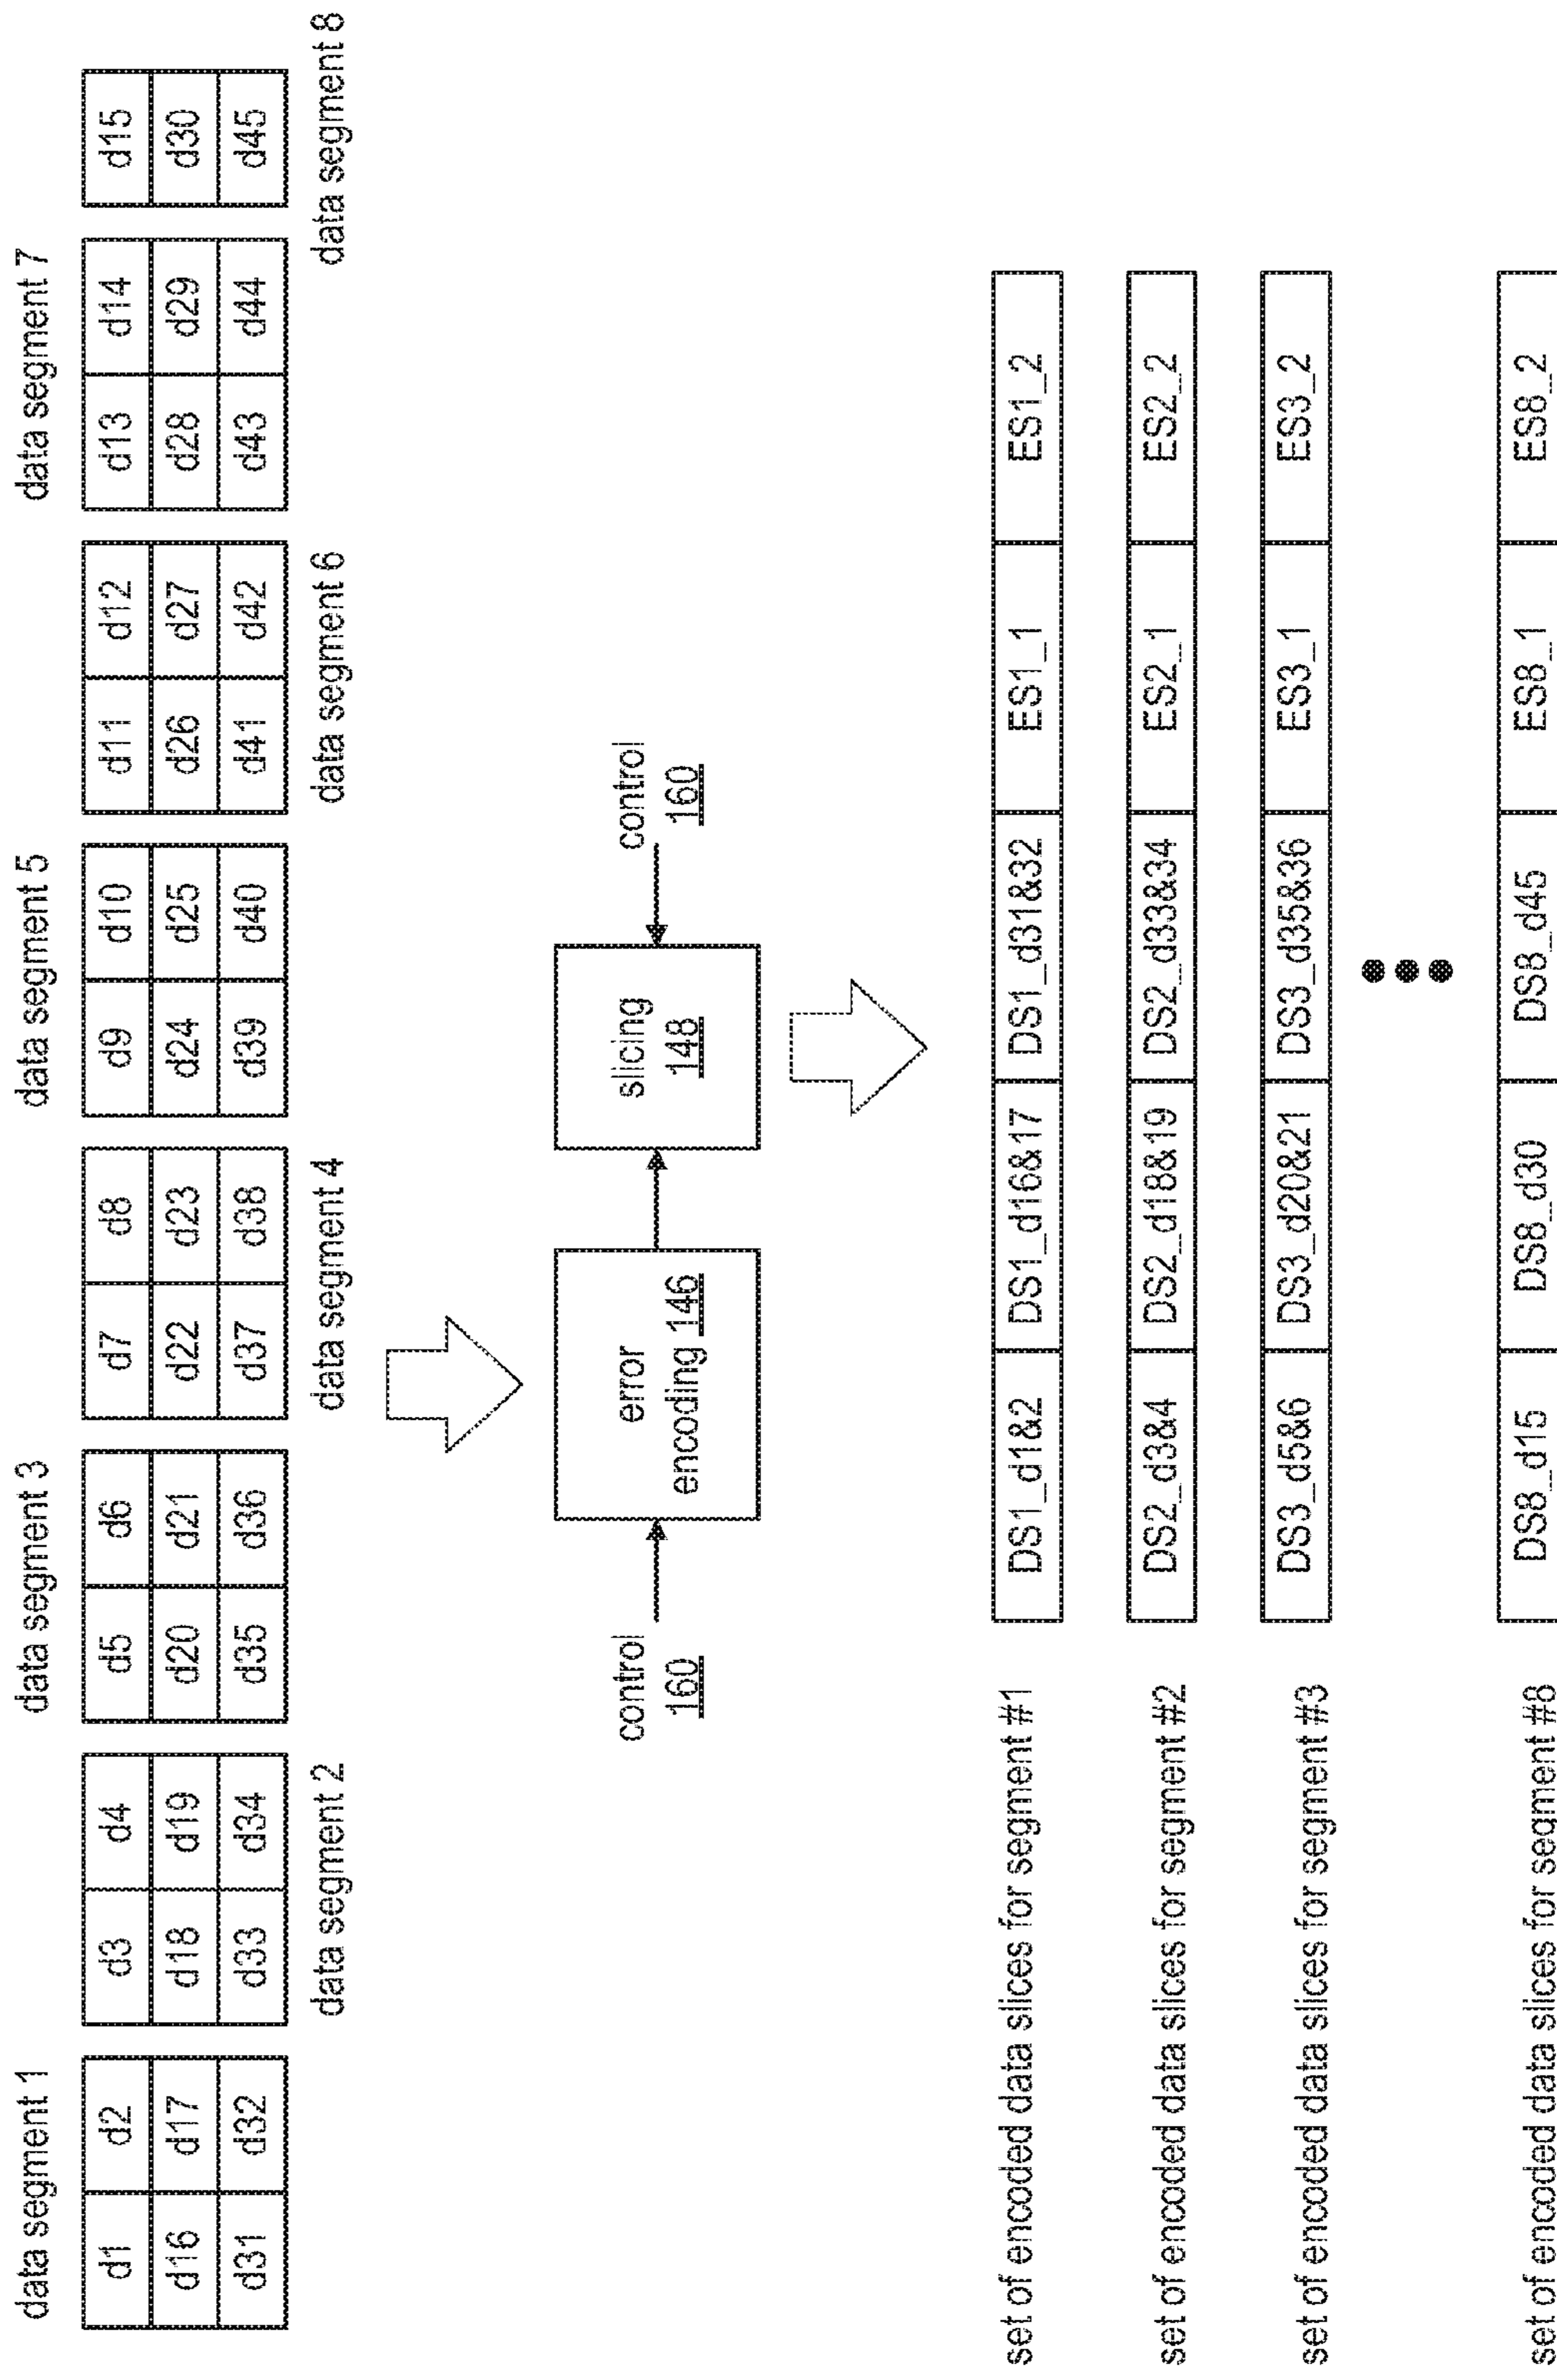 data segment 1
data segment 3
data segment 5
data segment 7
d1 d2 d3 d4 d5 d6 d7 d8 d9 d10 d11 d12 d13 d14 d15
d16 d17 d18 d19 d20 d21 d22 d23 d24 d25 d26 d27 d28 d29 d30
d31 d32 d33 d34 d35 d36 d37 d38 d39 d40 d41 d42 d43 d44 d45
data segment 2
data segment 4
data segment 6
data segment 8
control
160
error
encoding 146
slicing
148
control
160
set of encoded data slices for segment #1
DS1_d1&2 DS1_d16&17 DS1_d31&32 ES1_1 ES1_2
set of encoded data slices for segment #2
DS2_d3&4 DS2_d18&19 DS2_d33&34 ES2_1 ES2_2
set of encoded data slices for segment #3
DS3_d5&6 DS3_d20&21 DS3_d35&36 ES3_1 ES3_2
set of encoded data slices for segment #8
DS8_d15 DS8_d30 DS8_d45 ES8_1 ES8_2